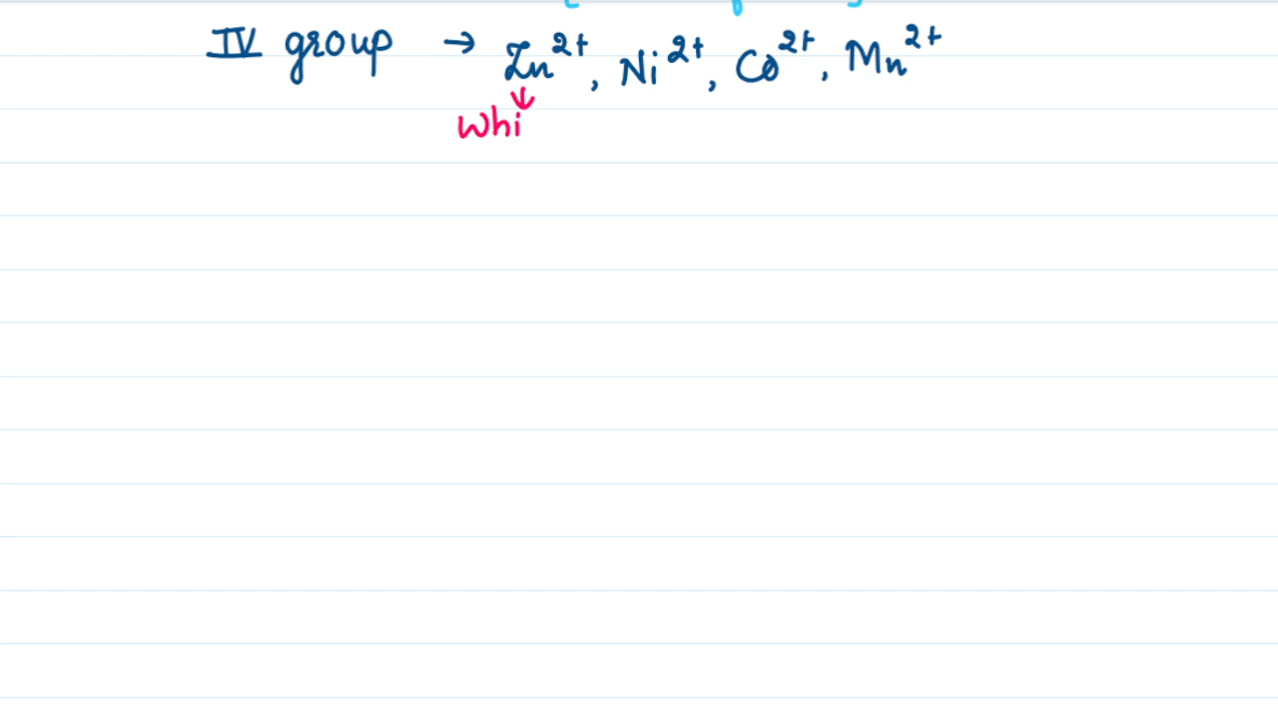 IV group → Zn²⁺, Ni²⁺, Co²⁺, Mn²⁺
↓
Whi